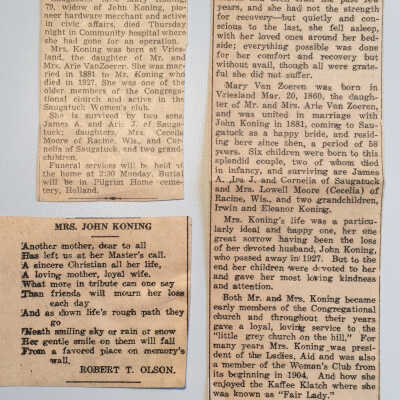 79, widow of John Koning, pio-
neer hardware merchant and active
in civic affairs, died Thursday
night in Community hospital where
she had gone for an operation.
Mrs. Koning was born at Vries-
land, the daughter of Mr. and
Mrs. Arie VanZoeren. She was mar-
ried in 1881 to Mr. Koning who
died in 1927. She was one of the
older members of the Congrega-
tional church and active in the
Saugatuck Women's club.
She is survived by two sons,
James A. and Arie J. of Sauga-
tuck; daughters, Mrs. Cecelia
Moore of Racine, Wis., and Cor-
nelia of Saugatuck, and two grand-
children.
Funeral services will be held at
the home at 2:30 Monday. Burial
will be in Pilgrim Home ceme-
tery, Holland.
MRS. JOHN KONING
Another mother, dear to all
Has left us at her Master's call.
A sincere Christian all her life,
A loving mother, loyal wife.
What more in tribute can one say
Than friends will mourn her loss
each day
And as down life's rough path they
go
'Neath smiling sky or rain or snow
Her gentle smile on them will fall
From a favored place on memory's
wall.
ROBERT T. OLSON.
years, and she had not the strength
for recovery—but quietly and con-
scious to the last, she fell asleep,
with her loved ones around her bed-
side; everything possible was done
for her comfort and recovery but
without avail, though all were grate-
ful she did not suffer.
Mary Van Zoeren was born in
Vriesland Mar. 20, 1860, the daugh-
ter of Mr. and Mrs. Arie Van Zoeren,
and was united in marriage with
John Koning in 1881, coming to Sau-
gatuck as a happy bride, and resid-
ing here since then, a period of 58
years. Six children were born to this
splendid couple, two of whom died
in infancy, and surviving are James
A., Ira J. and Cornelia of Saugatuck
and Mrs. Lowell Moore (Cecelia) of
Racine, Wis., and two grandchildren,
Irwin and Eleanor Koning.
Mrs. Koning's life was a particu-
larly ideal and happy one, her one
great sorrow having been the loss
of her devoted husband, John Koning,
who passed away in 1927. But to the
end her children were devoted to her
and gave her most loving kindness
and attention.
Both Mr. and Mrs. Koning became
early members of the Congregational
church and throughout their years
gave a loyal, loving service to the
"little grey church on the hill." For
many years Mrs. Koning was presi-
dent of the Ladies, Aid and was also
a member of the Woman's Club from
its beginning in 1904. And how she
enjoyed the Kaffee Klatch where she
was known as "Fair Lady."